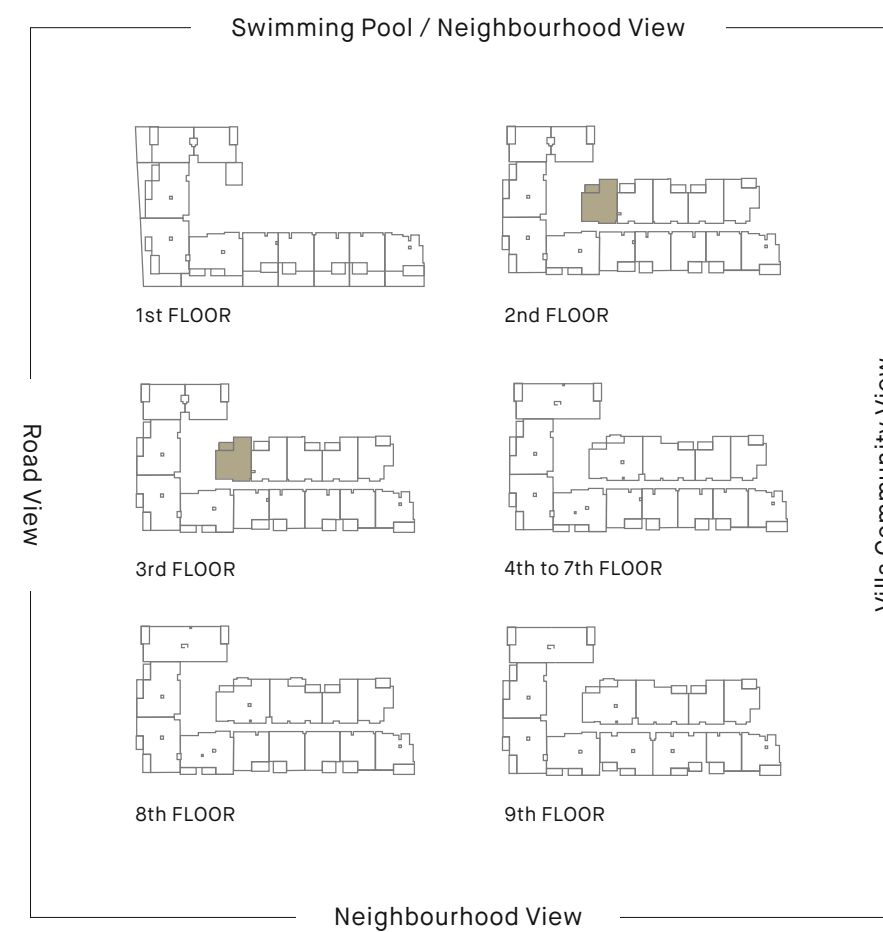 Swimming Pool / Neighbourhood View
1st FLOOR
2nd FLOOR
Road View
Villa Community View
3rd FLOOR
4th to 7th FLOOR
8th FLOOR
9th FLOOR
Neighbourhood View